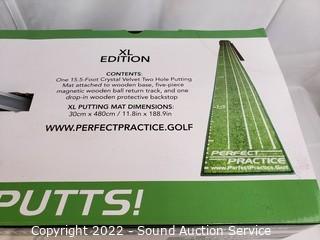 XL
EDITION
CONTENTS:
One 15.5-Foot Crystal Velvet Two Hole Putting
Mat attached to wooden base, five-piece
magnetic wooden ball return track, and one
drop-in wooden protective backstop
XL PUTTING MAT DIMENSIONS:
30cm x 480cm / 11.8in x 188.9in
WWW.PERFECTPRACTICE.GOLF
PERFECT
PRACTICE
www.PerfectPractice.Golf
PUTTS!
Copyright 2022 - Sound Auction Service